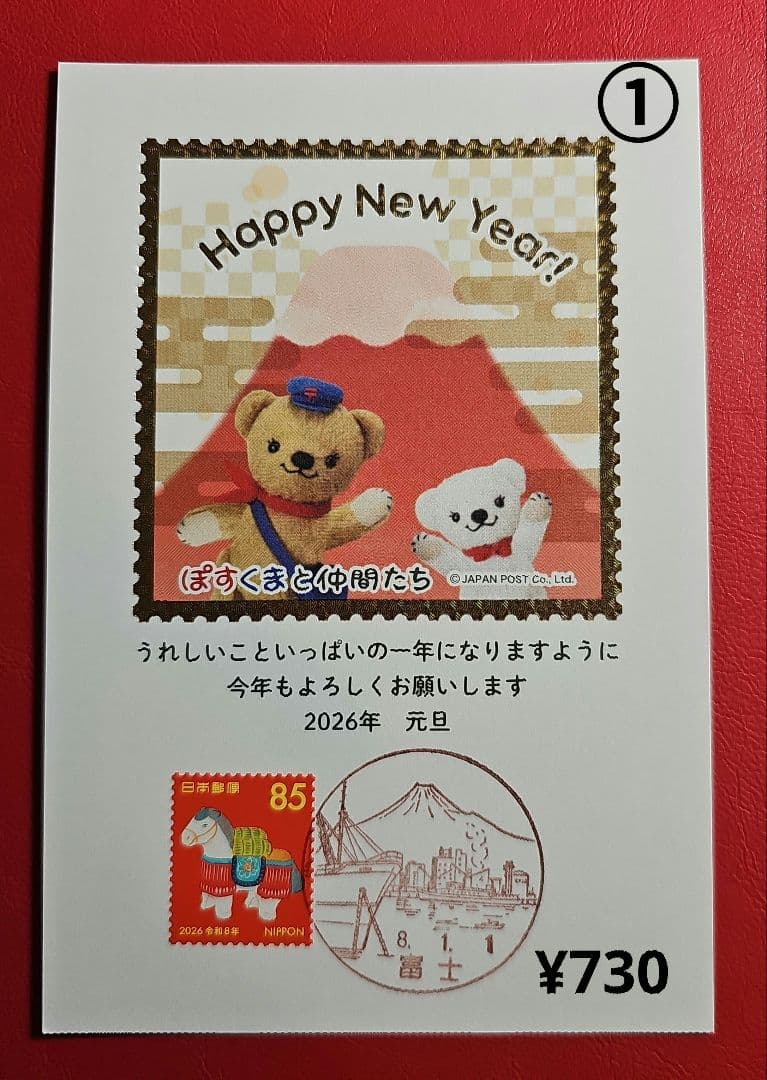 ①
Happy New Year!
ぽすくまと仲間たち
©JAPAN POST Co., Ltd.
うれしいこといっぱいの一年になりますように
今年もよろしくお願いします
2026年 元旦
日本郵便 85
2026 令和8年 NIPPON
8. 1. 1
富士
¥730